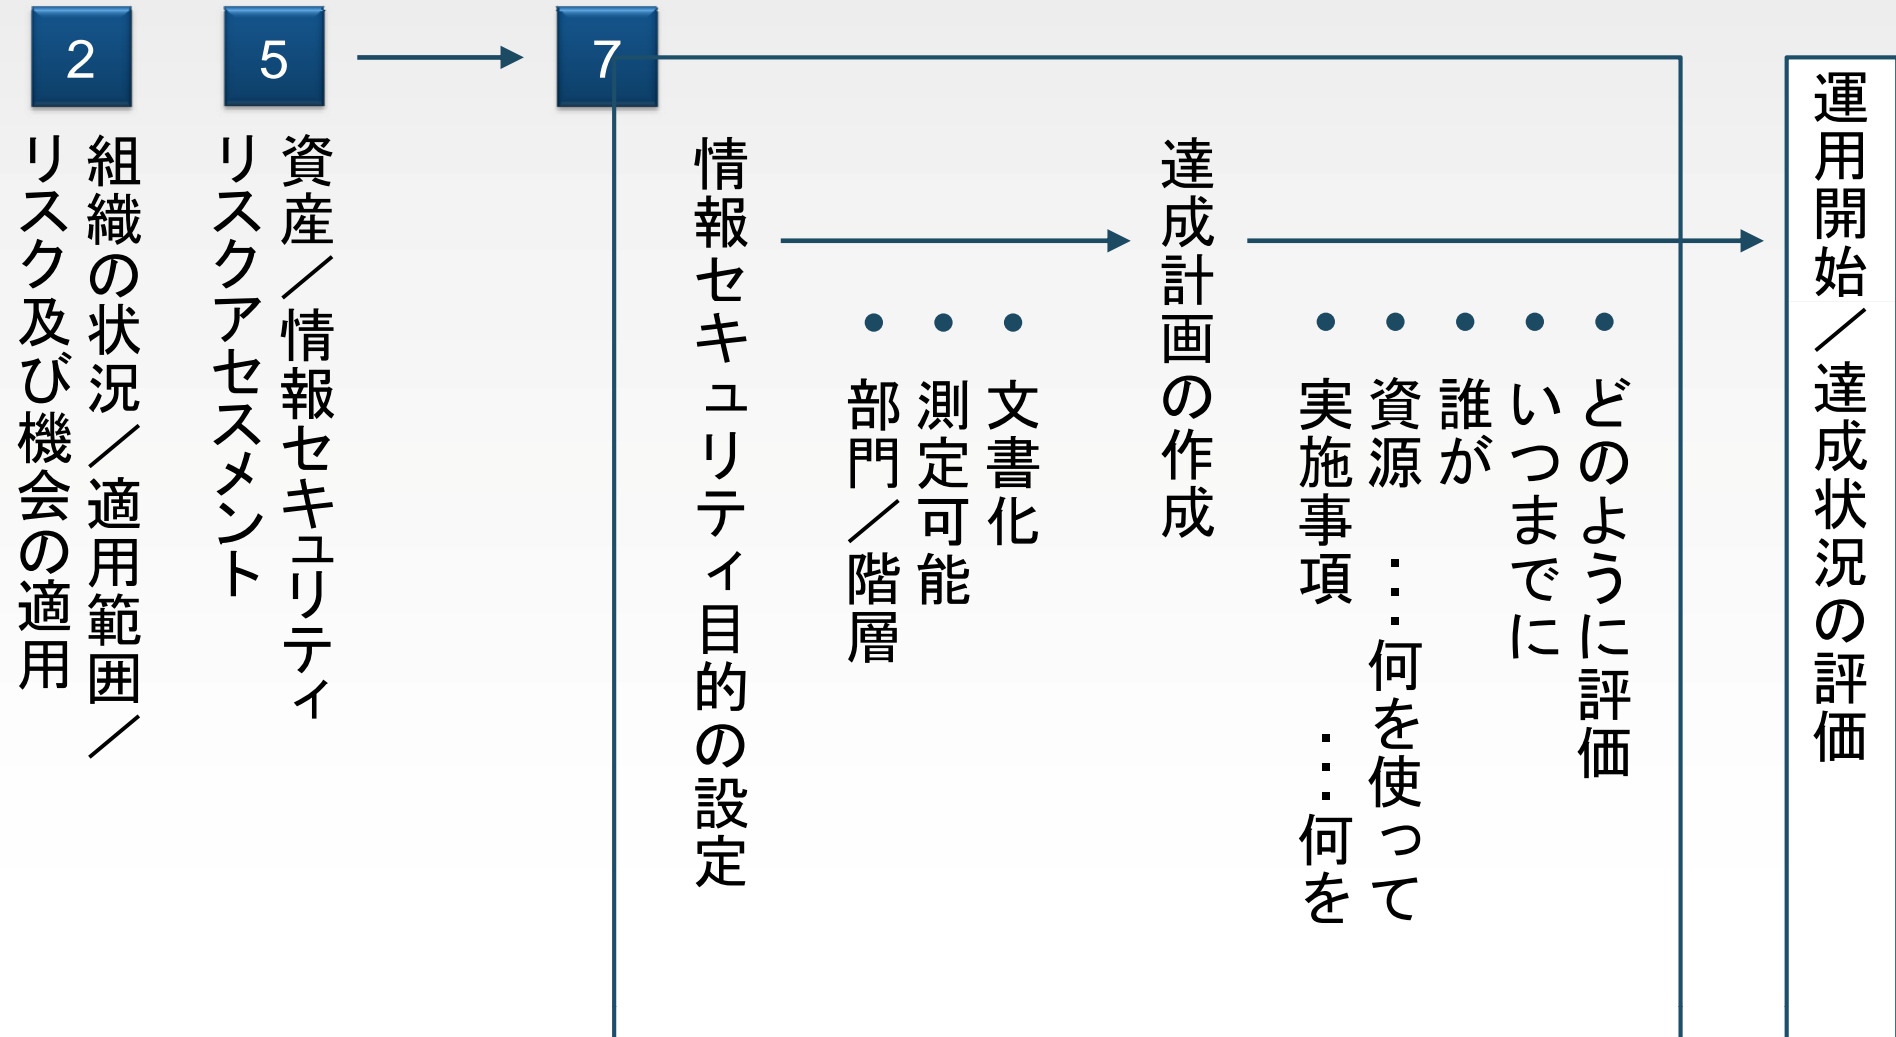 2
組織の状況／適用範囲／
リスク及び機会の適用
5
資産／情報セキュリティ
リスクアセスメント
7
情報セキュリティ目的の設定
・文書化
・測定可能
・部門／階層
達成計画の作成
・どのように評価
・いつまでに
・誰が
・資源　…何を使って
・実施事項　　…何を
運用開始／達成状況の評価